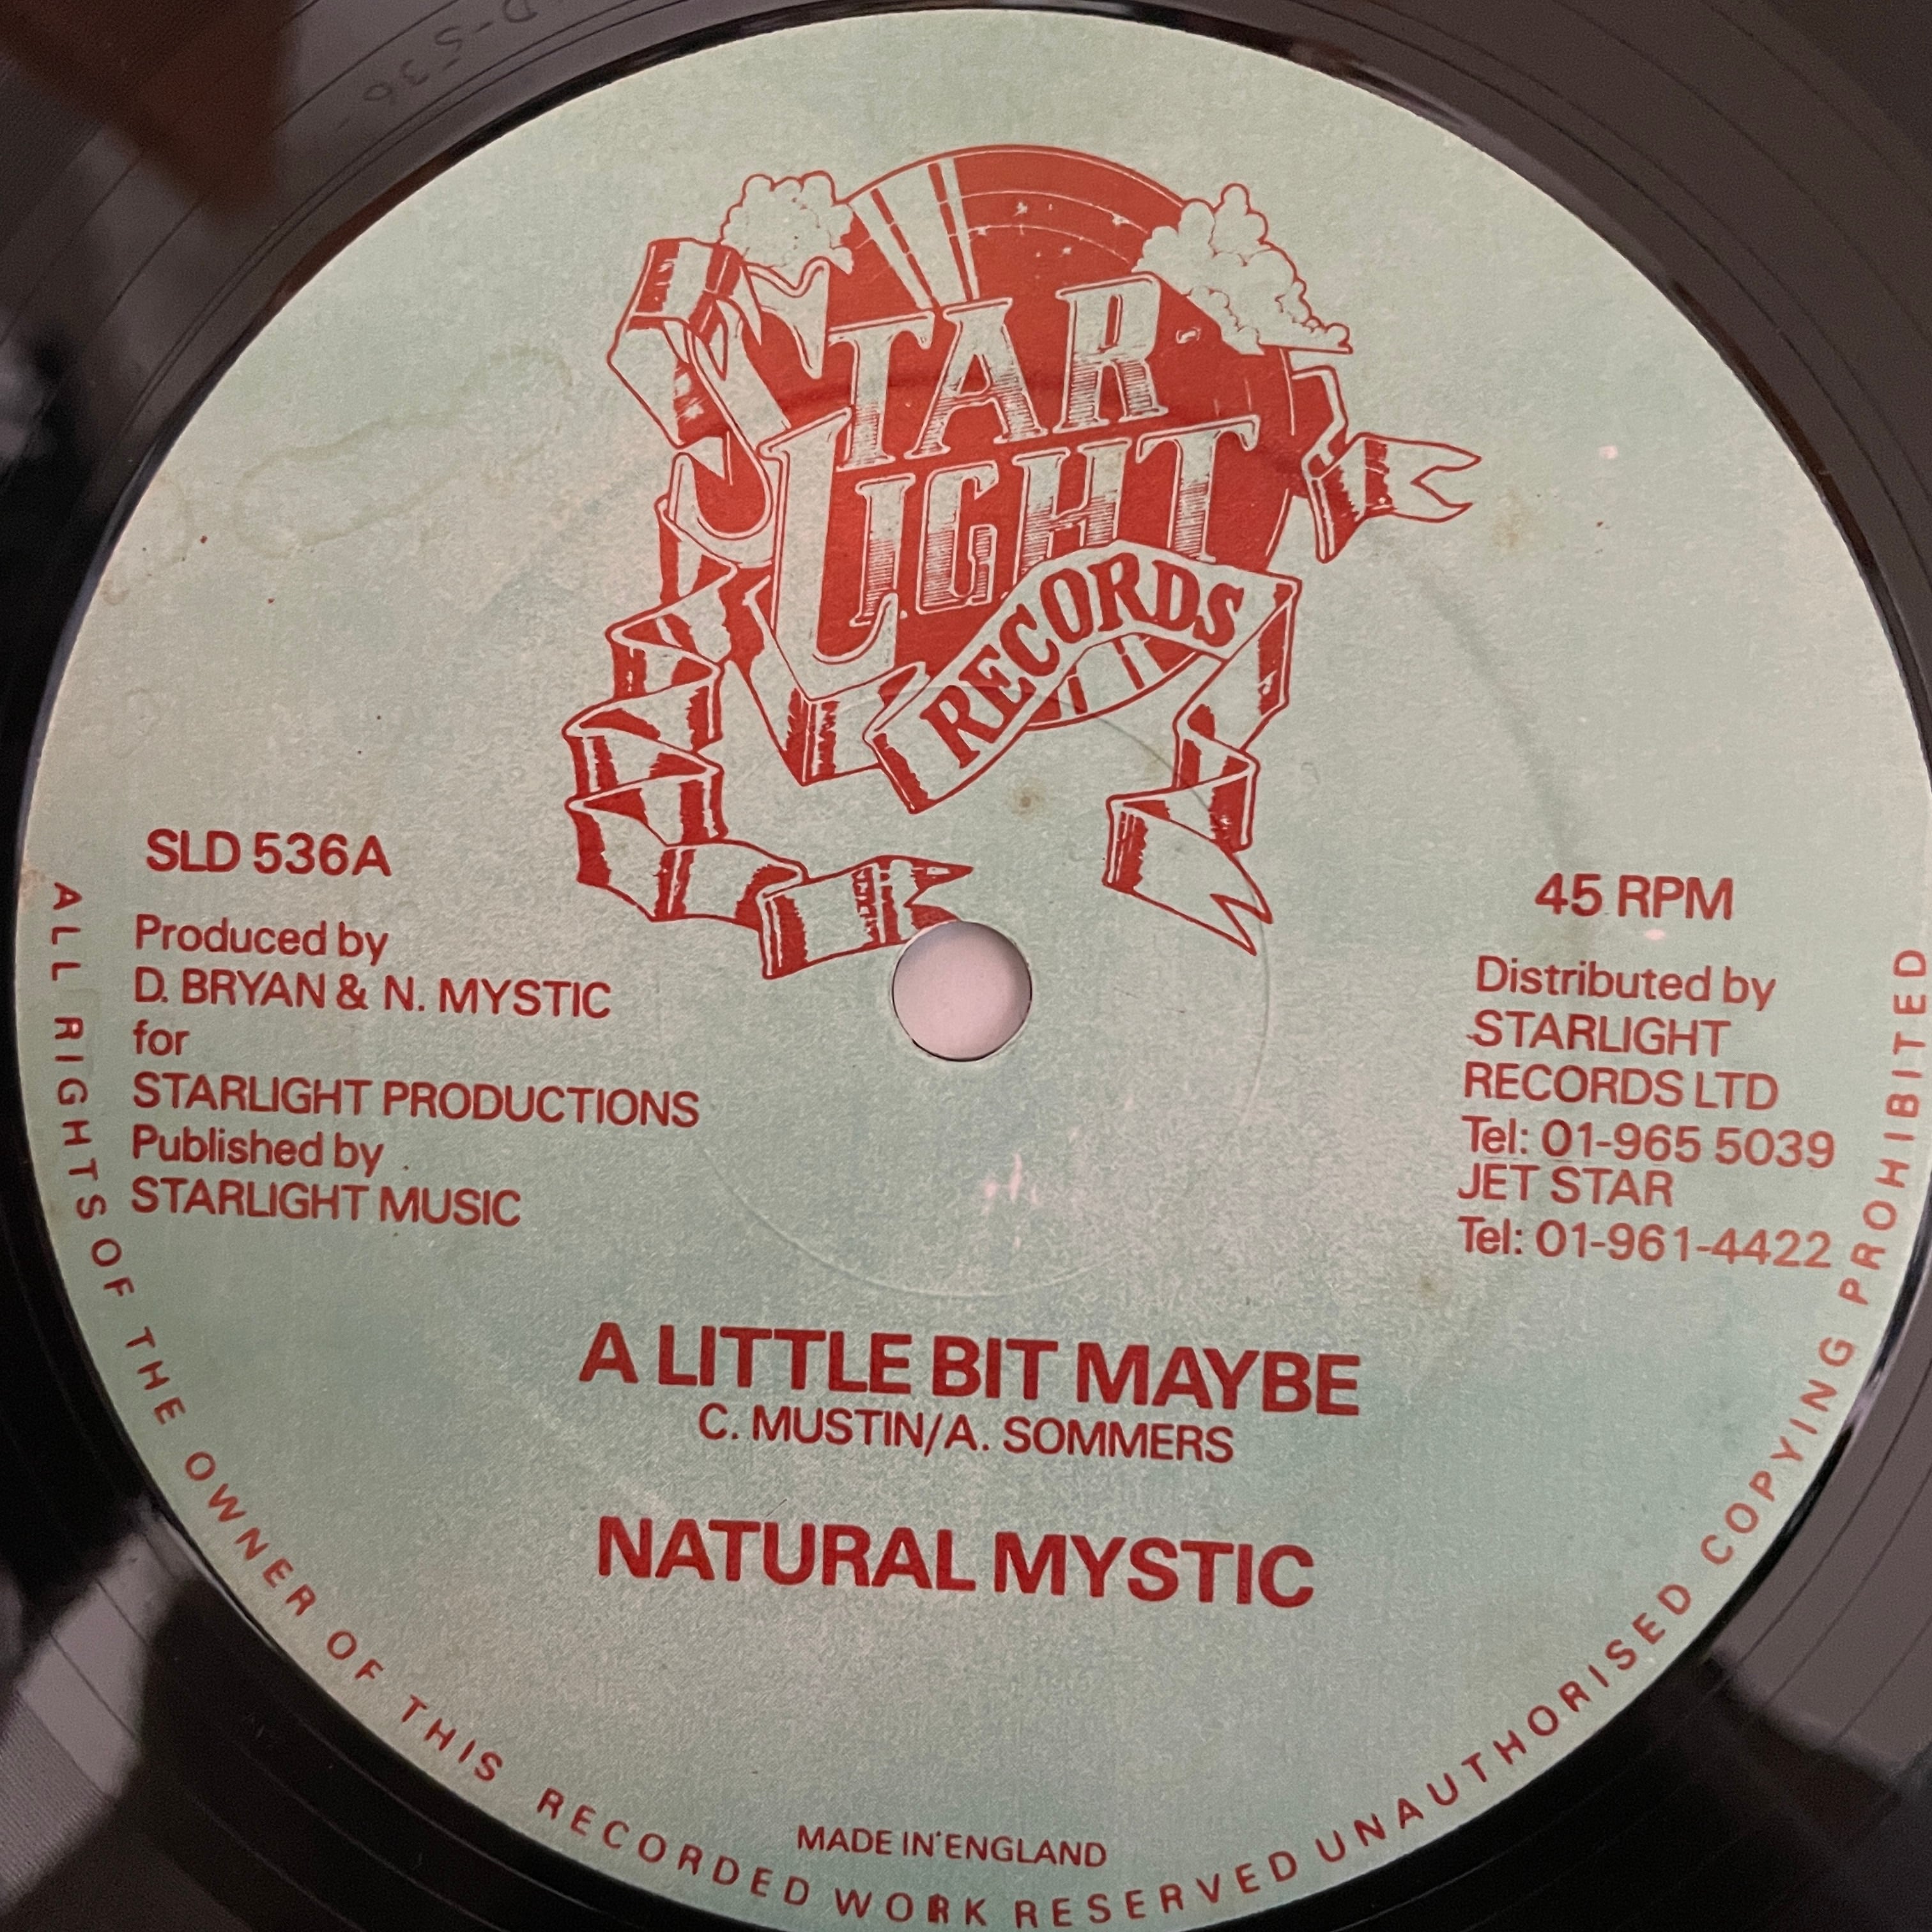 D-536
STAR-
LIGHT
RECORDS
SLD 536A
Produced by
D. BRYAN & N. MYSTIC
for
STARLIGHT PRODUCTIONS
Published by
STARLIGHT MUSIC
45 RPM
Distributed by
STARLIGHT
RECORDS LTD
Tel: 01-965 5039
JET STAR
Tel: 01-961-4422
A LITTLE BIT MAYBE
C. MUSTIN/A. SOMMERS
NATURAL MYSTIC
MADE IN ENGLAND
ALL RIGHTS OF THE OWNER OF THIS RECORDED WORK RESERVED UNAUTHORISED COPYING PROHIBITED